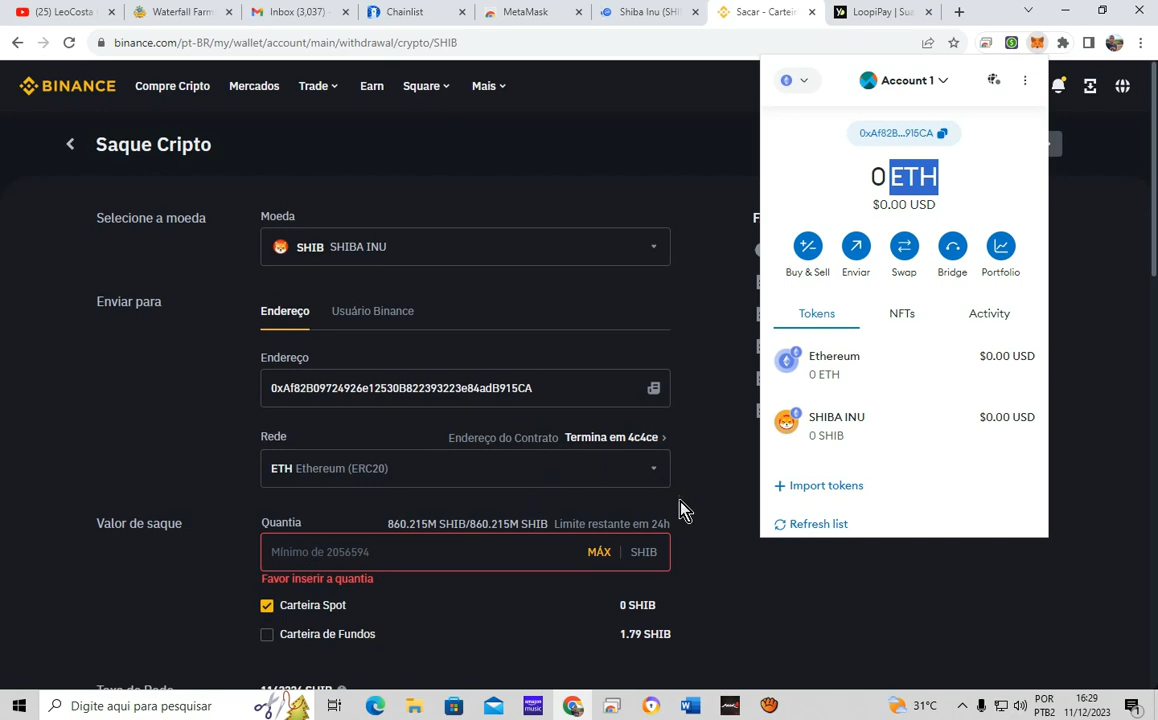 (25) LeoCosta
Waterfall Farm
Inbox (3,037) -
Chainlist
MetaMask
Shiba Inu (SHI
Sacar - Carteir
LoopiPay | Sua
binance.com/pt-BR/my/wallet/account/main/withdrawal/crypto/SHIB
BINANCE
Compre Cripto
Mercados
Trade
Earn
Square
Mais
Saque Cripto
Selecione a moeda
Moeda
SHIB SHIBA INU
Enviar para
Endereço
Usuário Binance
Endereço
0xAf82B09724926e12530B822393223e84adB915CA
Rede
Endereço do Contrato Termina em 4c4ce >
ETH Ethereum (ERC20)
Valor de saque
Quantia
860.215M SHIB/860.215M SHIB Limite restante em 24h
Mínimo de 2056594
MÁX | SHIB
Favor inserir a quantia
Carteira Spot
0 SHIB
Carteira de Fundos
1.79 SHIB
Account 1
0xAf82B...915CA
0 ETH
$0.00 USD
Buy & Sell
Enviar
Swap
Bridge
Portfolio
Tokens
NFTs
Activity
Ethereum
$0.00 USD
0 ETH
SHIBA INU
$0.00 USD
0 SHIB
+ Import tokens
Refresh list
Digite aqui para pesquisar
31°C
POR
PTB2
16:29
11/12/2023